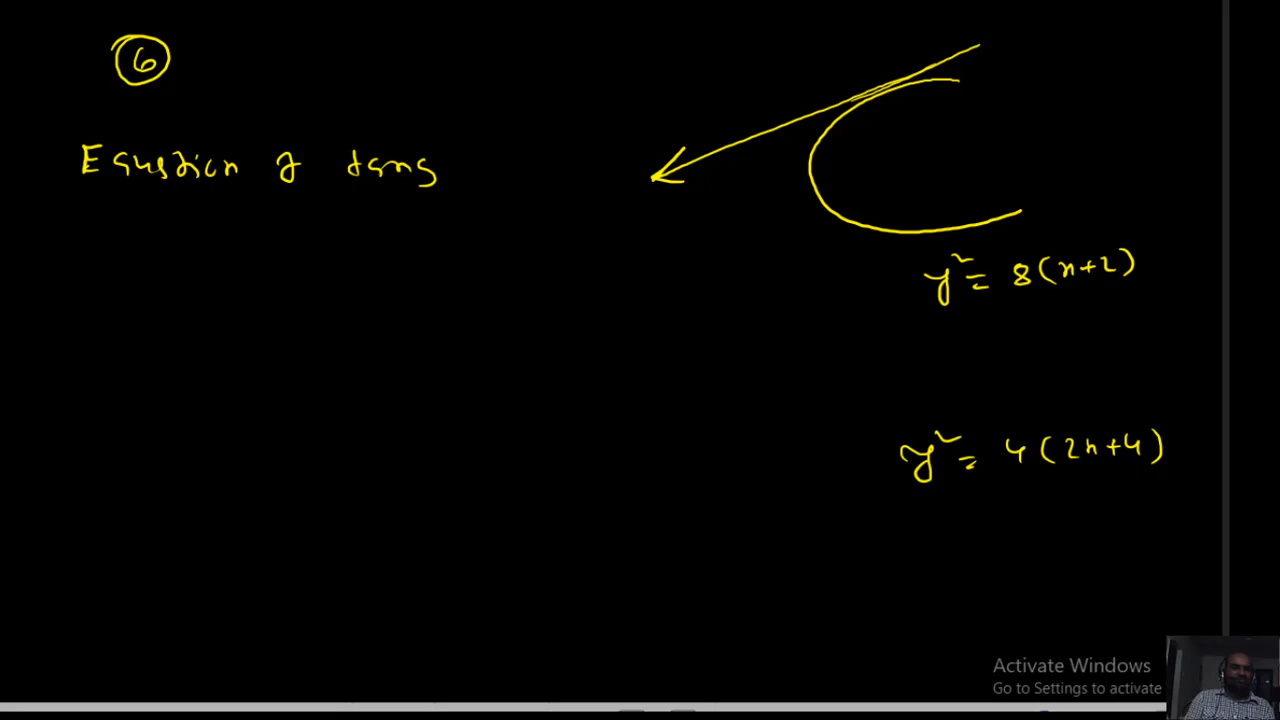 6
Equation of tang
y² = 8(x+2)
y² = 4(2x+4)
Activate Windows
Go to Settings to activate